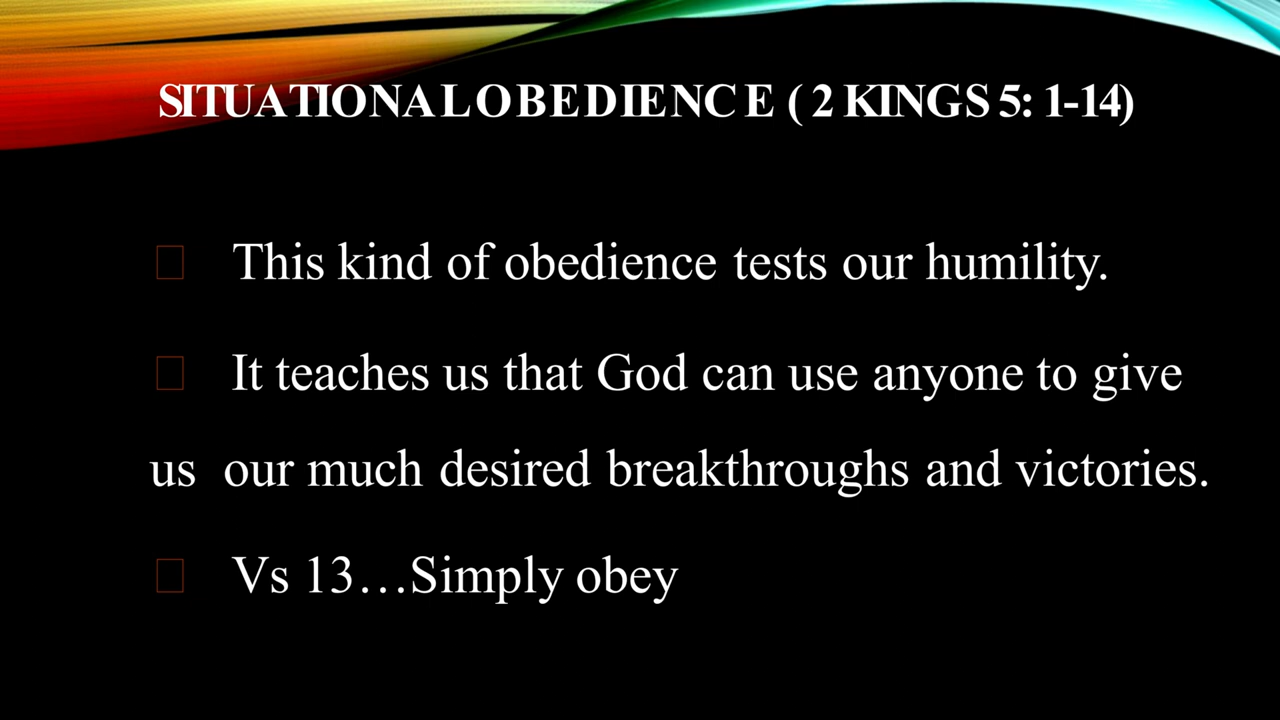 SITUATIONAL OBEDIENCE ( 2 KINGS 5: 1-14)
This kind of obedience tests our humility.
It teaches us that God can use anyone to give
us our much desired breakthroughs and victories.
Vs 13…Simply obey